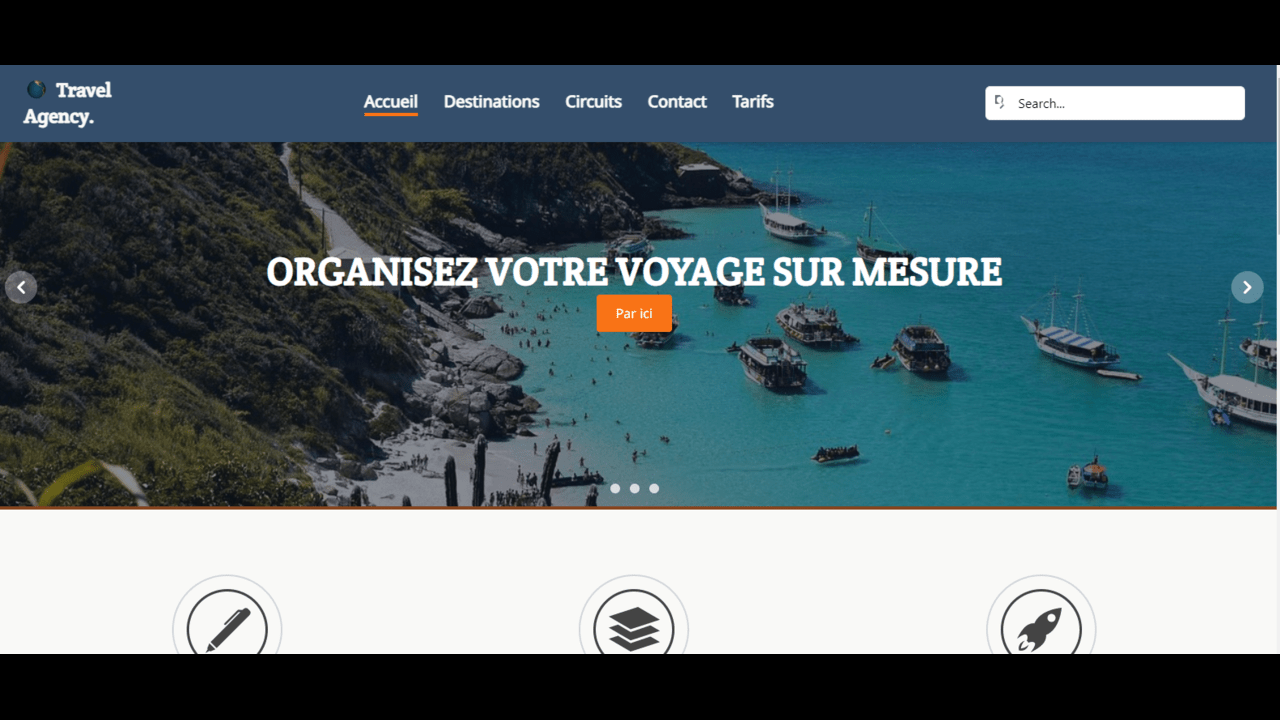 Travel
Agency.
Accueil Destinations Circuits Contact Tarifs
Search...
ORGANISEZ VOTRE VOYAGE SUR MESURE
Par ici